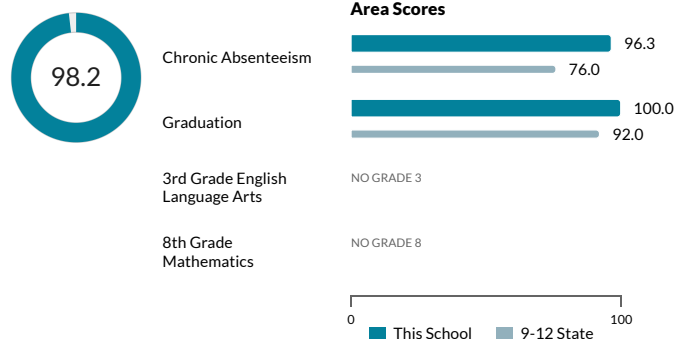 Area Scores
98.2
Chronic Absenteeism
96.3
76.0
Graduation
100.0
92.0
3rd Grade English
Language Arts
NO GRADE 3
8th Grade
Mathematics
NO GRADE 8
0
100
This School
9-12 State